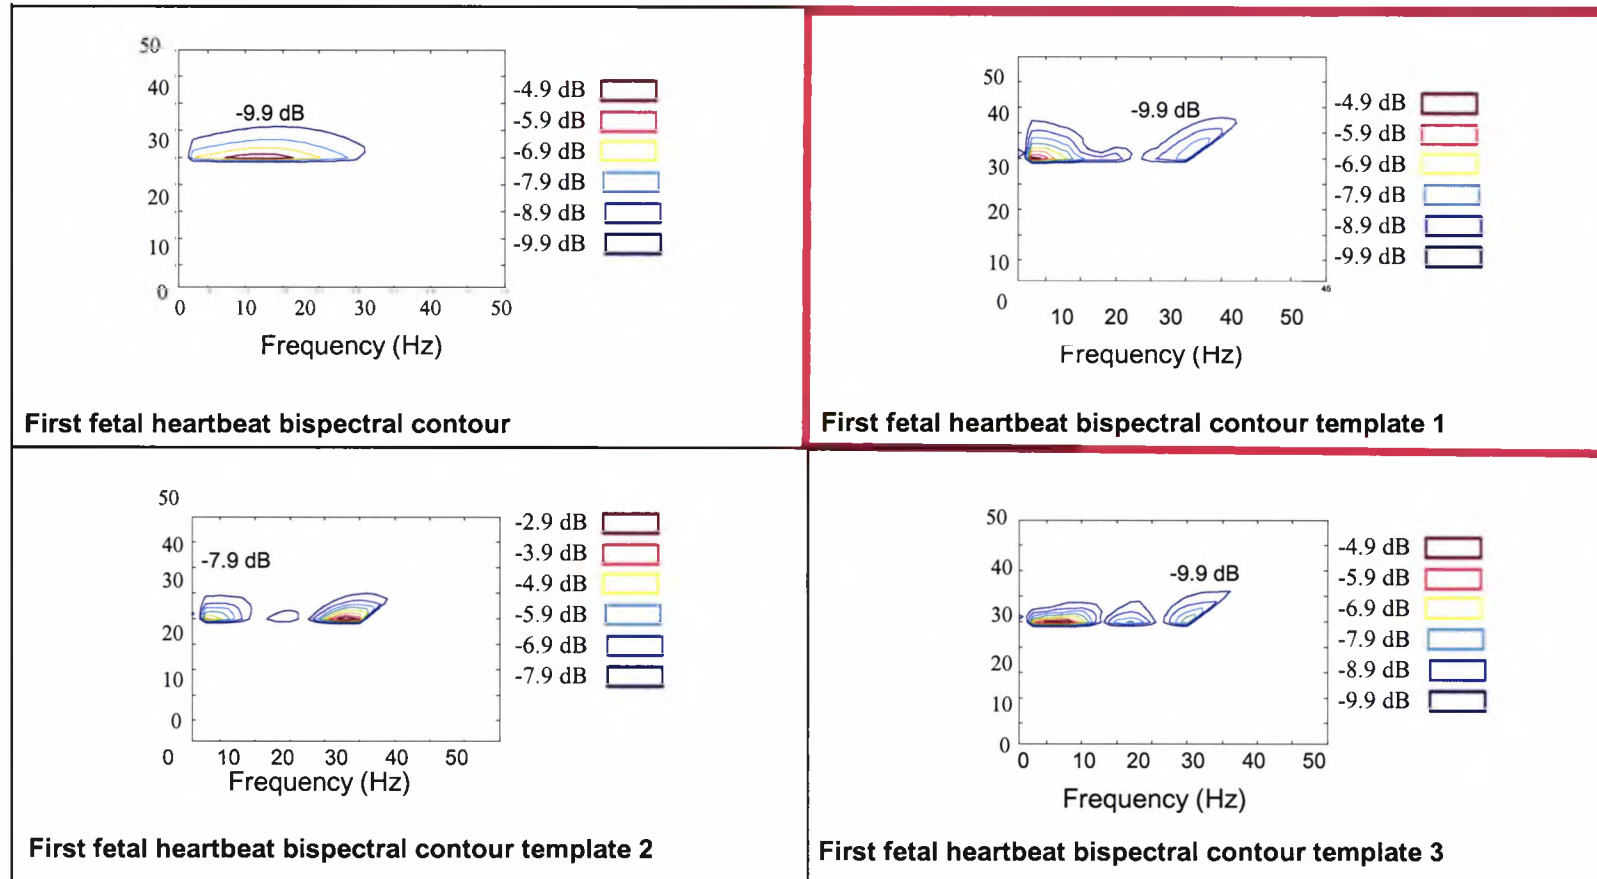 50
40
30
20
10
0
-9.9 dB
0 10 20 30 40 50
Frequency (Hz)
-4.9 dB
-5.9 dB
-6.9 dB
-7.9 dB
-8.9 dB
-9.9 dB
First fetal heartbeat bispectral contour
50
40
30
20
10
0
-9.9 dB
45
10 20 30 40 50
Frequency (Hz)
-4.9 dB
-5.9 dB
-6.9 dB
-7.9 dB
-8.9 dB
-9.9 dB
First fetal heartbeat bispectral contour template 1
50
40
30
20
10
0
-7.9 dB
0 10 20 30 40 50
Frequency (Hz)
-2.9 dB
-3.9 dB
-4.9 dB
-5.9 dB
-6.9 dB
-7.9 dB
First fetal heartbeat bispectral contour template 2
50
40
30
20
10
0
-9.9 dB
0 10 20 30 40 50
Frequency (Hz)
-4.9 dB
-5.9 dB
-6.9 dB
-7.9 dB
-8.9 dB
-9.9 dB
First fetal heartbeat bispectral contour template 3